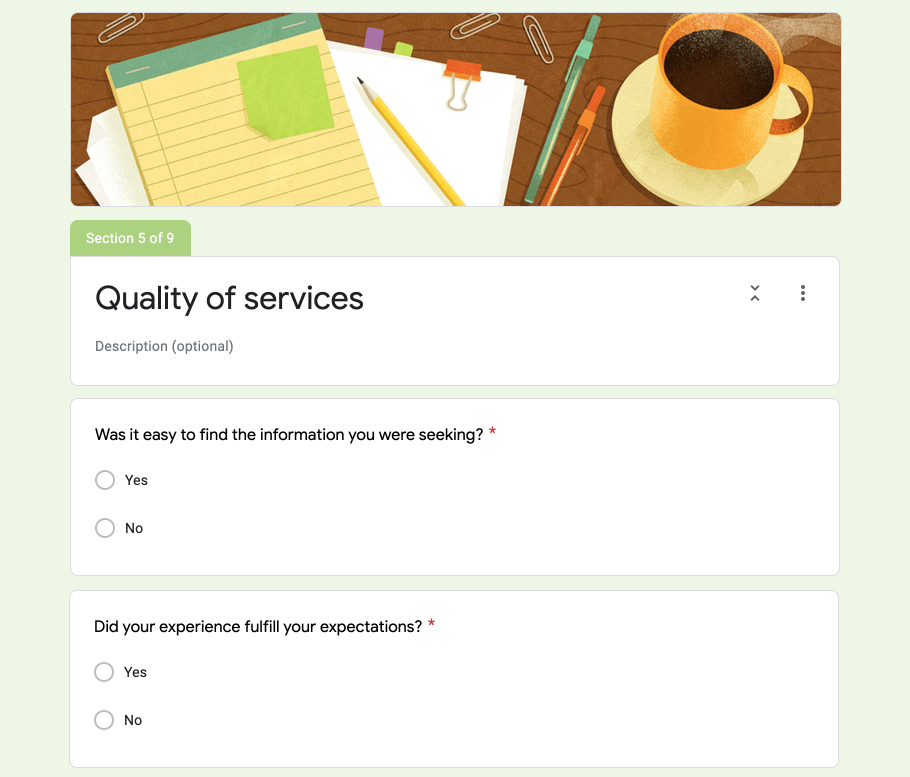 Section 5 of 9
Quality of services
Description (optional)
Was it easy to find the information you were seeking? *
Yes
No
Did your experience fulfill your expectations? *
Yes
No